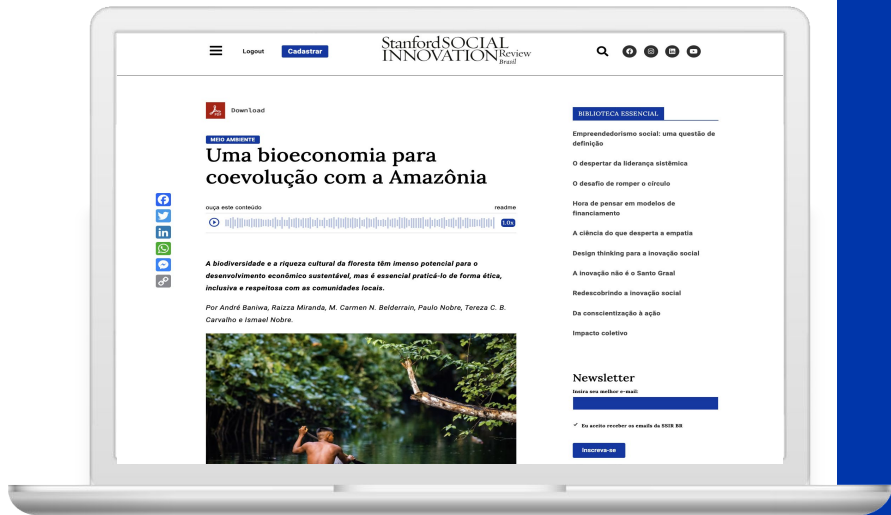 Logout
Cadastrar
Stanford SOCIAL
INNOVATION Review
Brasil
Download
MEIO AMBIENTE
Uma bioeconomia para
coevolução com a Amazônia
ouça este conteúdo
readme
1.0x
A biodiversidade e a riqueza cultural da floresta têm imenso potencial para o
desenvolvimento econômico sustentável, mas é essencial praticá-lo de forma ética,
inclusiva e respeitosa com as comunidades locais.
Por André Baniwa, Raizza Miranda, M. Carmen N. Belderrain, Paulo Nobre, Tereza C. B.
Carvalho e Ismael Nobre.
BIBLIOTECA ESSENCIAL
Empreendedorismo social: uma questão de
definição
O despertar da liderança sistêmica
O desafio de romper o círculo
Hora de pensar em modelos de
financiamento
A ciência do que desperta a empatia
Design thinking para a inovação social
A inovação não é o Santo Graal
Redescobrindo a inovação social
Da conscientização à ação
Impacto coletivo
Newsletter
Insira seu melhor e-mail:
Eu aceito receber os emails da SSIR BR
Inscreva-se